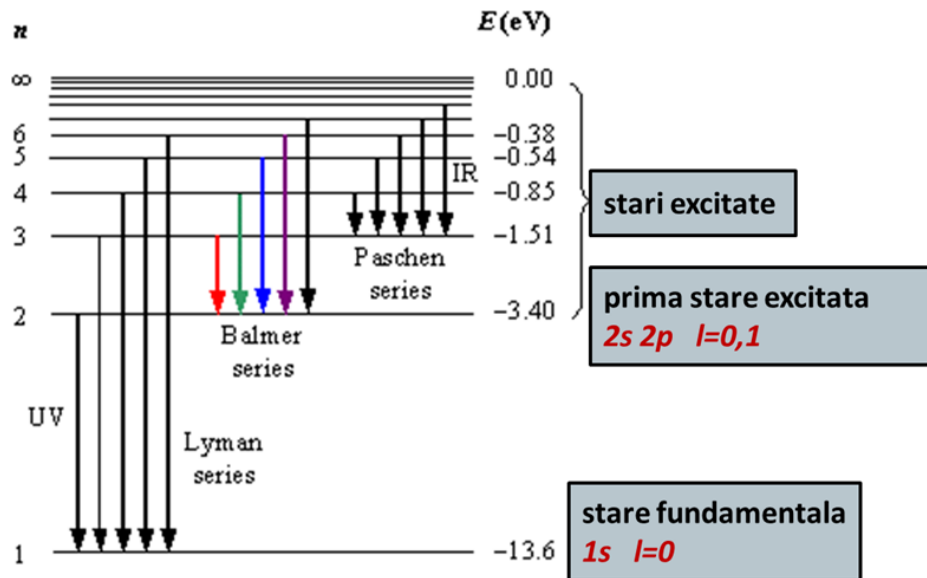 n E(eV)
∞ 0.00
6 −0.38
5 −0.54
IR
4 −0.85
stari excitate
3 −1.51
Paschen
series
prima stare excitata
2s 2p l=0,1
2 −3.40
Balmer
series
UV
Lyman
series
stare fundamentala
1s l=0
1 −13.6